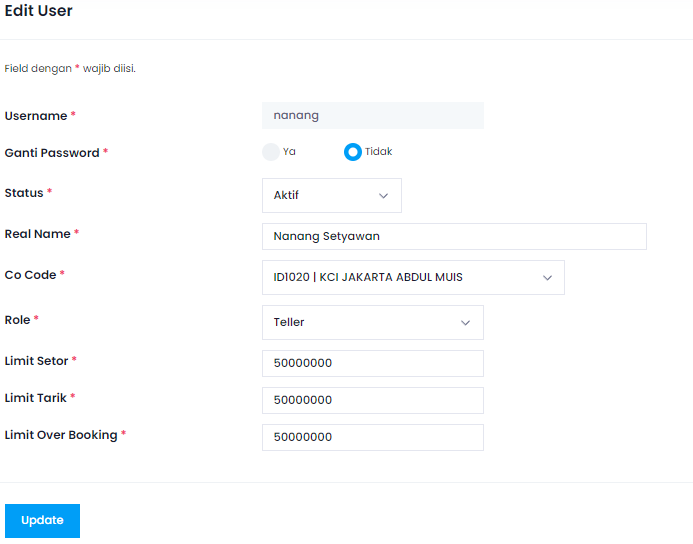 Edit User
Field dengan * wajib diisi.
Username * nanang
Ganti Password * Ya Tidak
Status * Aktif
Real Name * Nanang Setyawan
Co Code * ID1020 | KCI JAKARTA ABDUL MUIS
Role * Teller
Limit Setor * 50000000
Limit Tarik * 50000000
Limit Over Booking * 50000000
Update